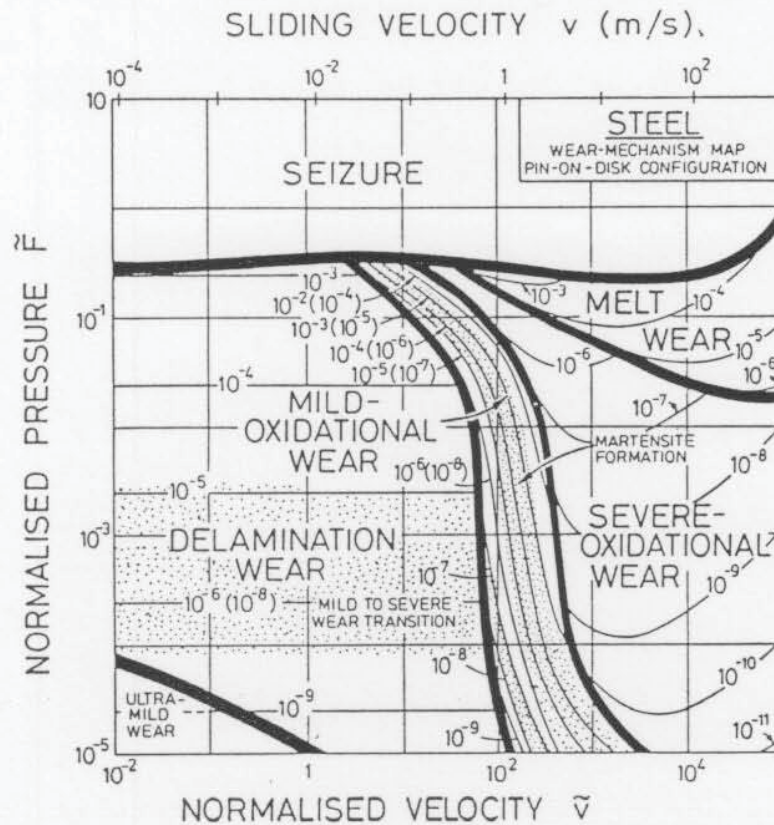 SLIDING VELOCITY v (m/s).
10⁻⁴ 10⁻² 1 10²
10
STEEL
WEAR-MECHANISM MAP
PIN-ON-DISK CONFIGURATION
SEIZURE
NORMALISED PRESSURE F̃
10⁻³
10⁻³ MELT 10⁻⁴
10⁻²(10⁻⁴)
10⁻¹
10⁻³(10⁻⁵)
WEAR 10⁻⁵
10⁻⁴(10⁻⁶)
10⁻⁶
10⁻⁵(10⁻⁷)
10⁻⁶
10⁻⁴
10⁻⁷
MILD-
OXIDATIONAL
WEAR
MARTENSITE
FORMATION
10⁻⁸
10⁻⁶(10⁻⁸)
10⁻⁵
SEVERE-
OXIDATIONAL
WEAR
10⁻³
DELAMINATION
WEAR
10⁻⁹
10⁻⁷
10⁻⁶(10⁻⁸) MILD TO SEVERE
WEAR TRANSITION
10⁻⁸
10⁻¹⁰
ULTRA-
MILD
WEAR
10⁻⁹
10⁻⁹
10⁻¹¹
10⁻⁵
10⁻² 1 10² 10⁴
NORMALISED VELOCITY ṽ